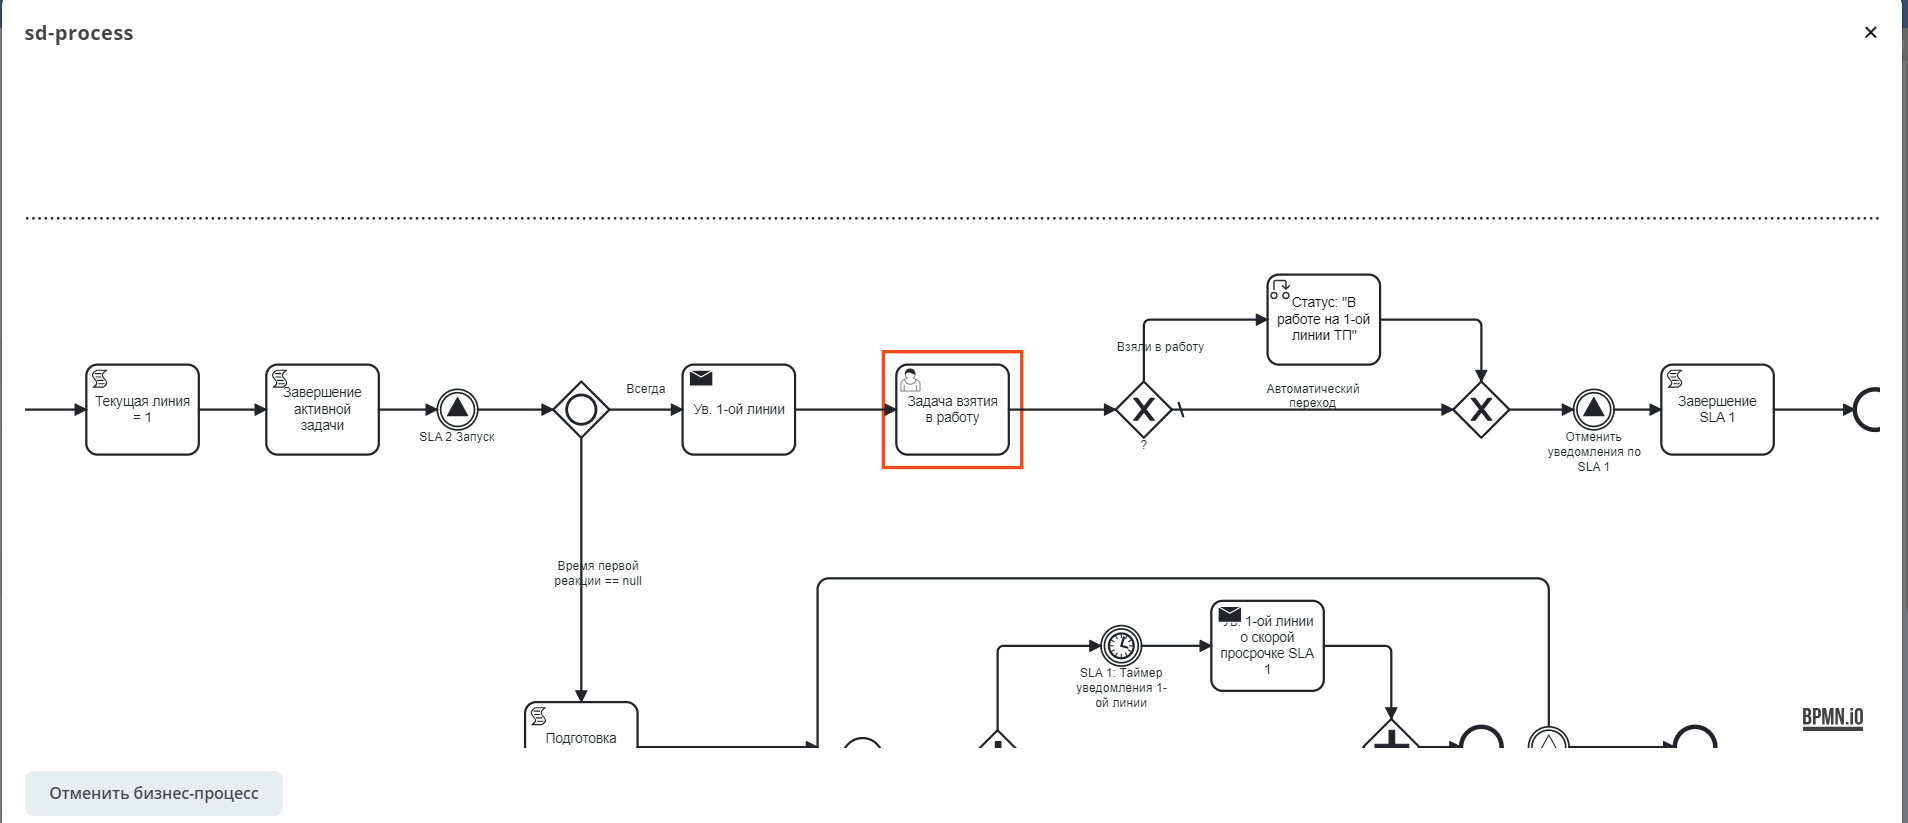 sd-process
Статус: "В
работе на 1-ой
линии ТП"
Взяли в работу
Всегда
Автоматический
переход
Текущая линия
= 1
Завершение
активной
задачи
SLA 2 Запуск
Ув. 1-ой линии
Задача взятия
в работу
?
Отменить
уведомления по
SLA 1
Завершение
SLA 1
Время первой
реакции == null
SLA 1: Таймер
уведомления 1-
ой линии
Ув. 1-ой линии
о скорой
просрочке SLA
1
Подготовка
BPMN.iO
Отменить бизнес-процесс